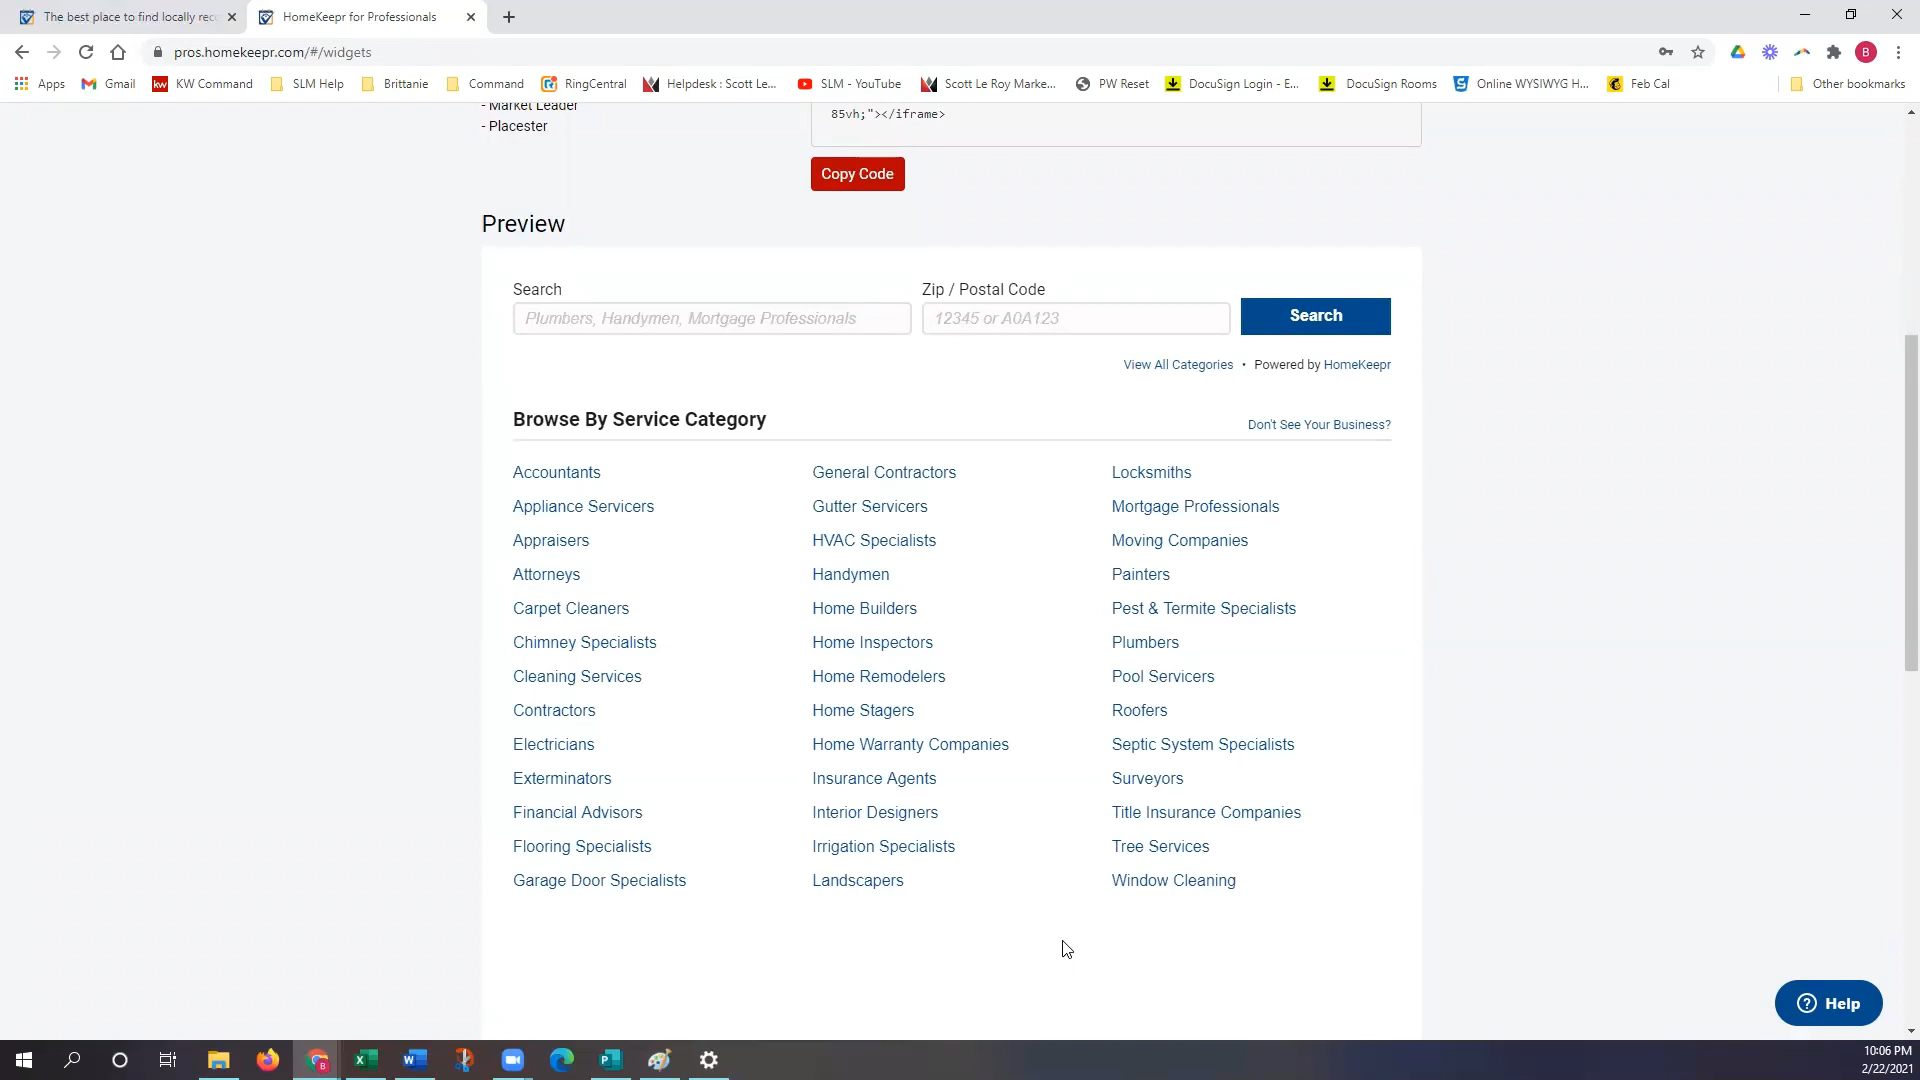 The best place to find locally rec
HomeKeepr for Professionals
pros.homekeepr.com/#/widgets
B
Apps
Gmail
kw KW Command
SLM Help
Brittanie
Command
RingCentral
Helpdesk : Scott Le...
SLM - YouTube
Scott Le Roy Marke...
PW Reset
DocuSign Login - E...
DocuSign Rooms
Online WYSIWYG H...
Feb Cal
Other bookmarks
- Market Leader
- Placester
85vh;"></iframe>
Copy Code
Preview
Search
Zip / Postal Code
Plumbers, Handymen, Mortgage Professionals
12345 or A0A123
Search
View All Categories • Powered by HomeKeepr
Browse By Service Category
Don't See Your Business?
Accountants
Appliance Servicers
Appraisers
Attorneys
Carpet Cleaners
Chimney Specialists
Cleaning Services
Contractors
Electricians
Exterminators
Financial Advisors
Flooring Specialists
Garage Door Specialists
General Contractors
Gutter Servicers
HVAC Specialists
Handymen
Home Builders
Home Inspectors
Home Remodelers
Home Stagers
Home Warranty Companies
Insurance Agents
Interior Designers
Irrigation Specialists
Landscapers
Locksmiths
Mortgage Professionals
Moving Companies
Painters
Pest & Termite Specialists
Plumbers
Pool Servicers
Roofers
Septic System Specialists
Surveyors
Title Insurance Companies
Tree Services
Window Cleaning
? Help
10:06 PM
2/22/2021